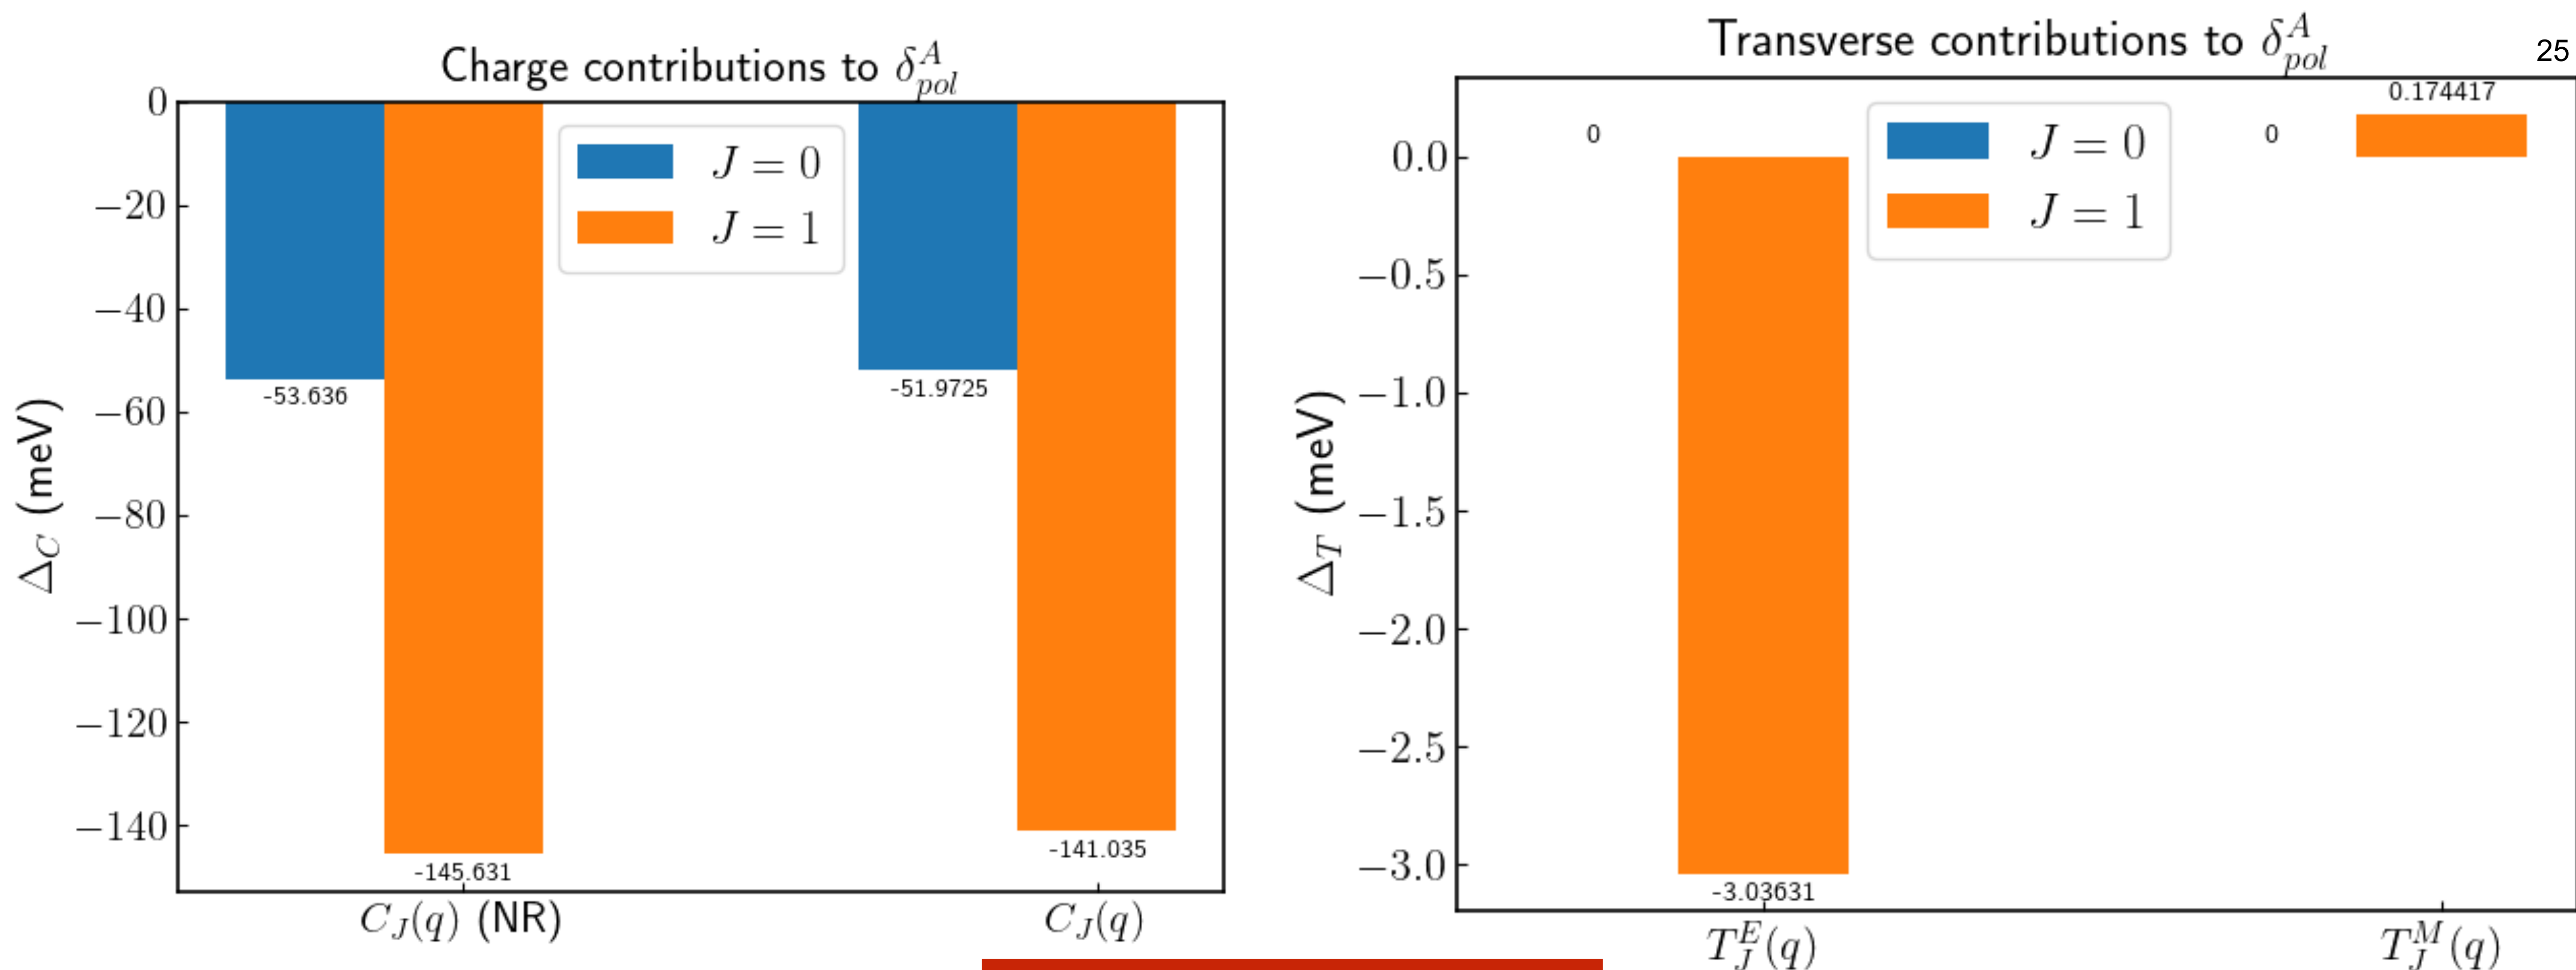 Charge contributions to δ^A_pol
0
−20
−40
−60
−80
−100
−120
−140
Δ_C (meV)
J = 0
J = 1
-53.636
-145.631
-51.9725
-141.035
C_J(q) (NR)
C_J(q)
Transverse contributions to δ^A_pol
25
0.0
−0.5
−1.0
−1.5
−2.0
−2.5
−3.0
Δ_T (meV)
J = 0
J = 1
0
-3.03631
0
0.174417
T^E_J(q)
T^M_J(q)